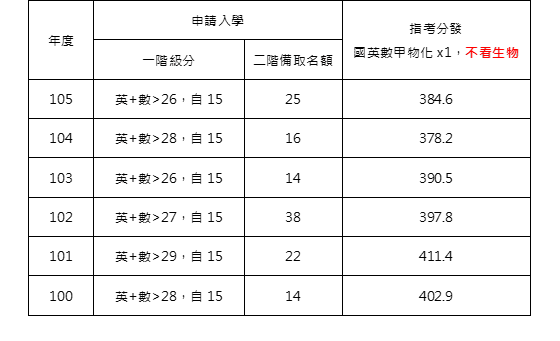 年度 申請入學 指考分發
國英數甲物化 x1，不看生物
一階級分 二階備取名額
105 英+數>26，自 15 25 384.6
104 英+數>28，自 15 16 378.2
103 英+數>26，自 15 14 390.5
102 英+數>27，自 15 38 397.8
101 英+數>29，自 15 22 411.4
100 英+數>28，自 15 14 402.9